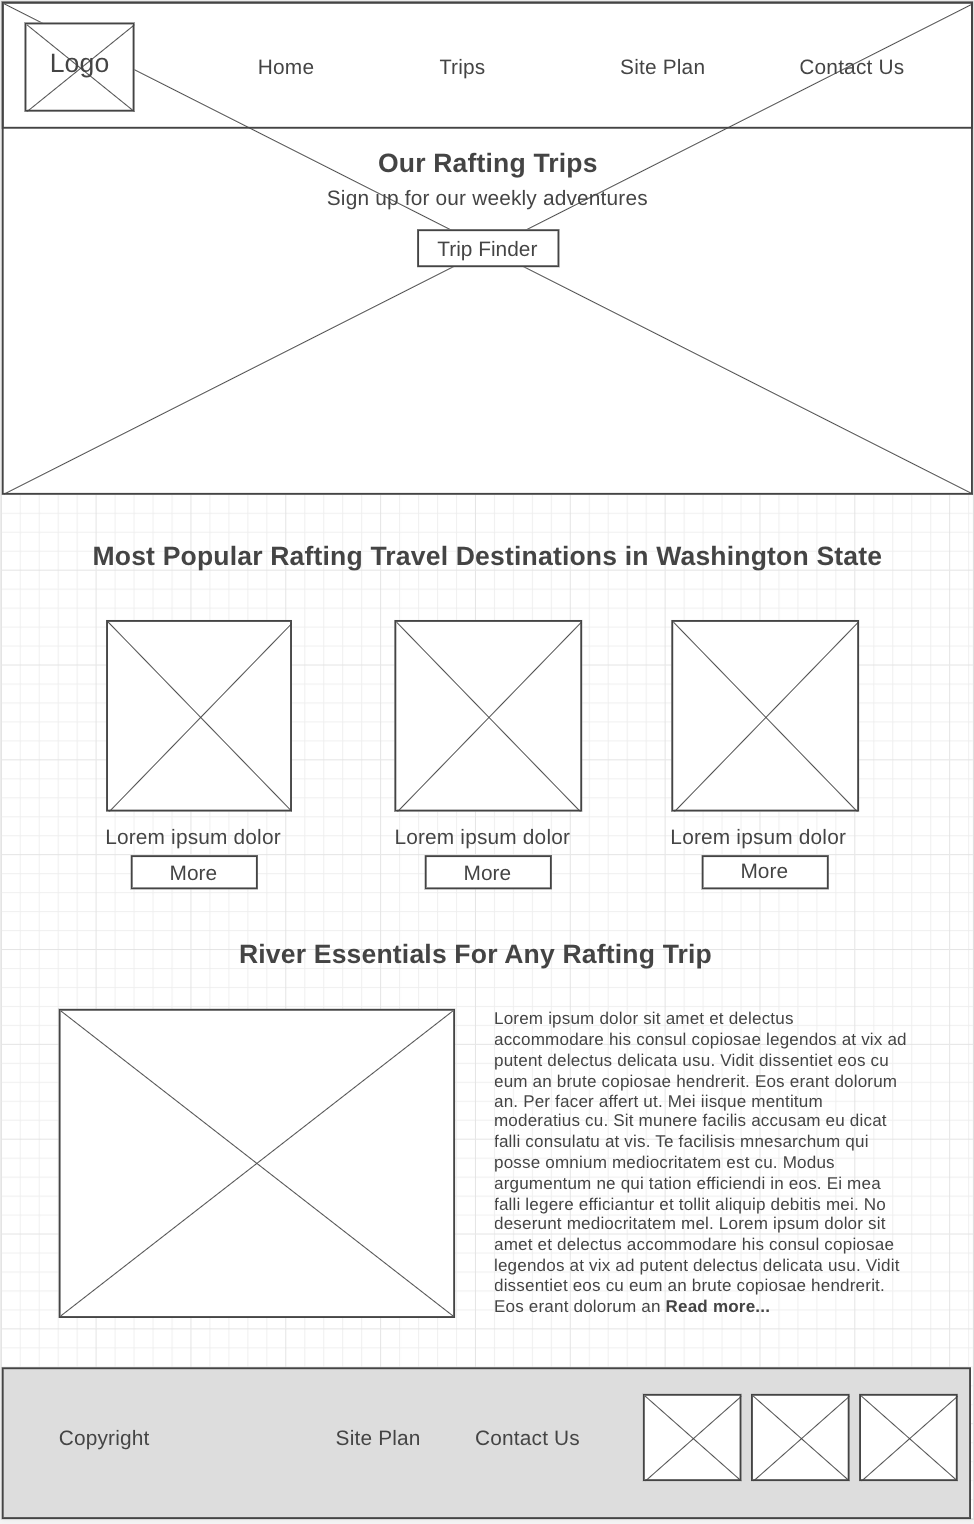 Logo
Home
Trips
Site Plan
Contact Us
Our Rafting Trips
Sign up for our weekly adventures
Trip Finder
Most Popular Rafting Travel Destinations in Washington State
Lorem ipsum dolor
More
Lorem ipsum dolor
More
Lorem ipsum dolor
More
River Essentials For Any Rafting Trip
Lorem ipsum dolor sit amet et delectus
accommodare his consul copiosae legendos at vix ad
putent delectus delicata usu. Vidit dissentiet eos cu
eum an brute copiosae hendrerit. Eos erant dolorum
an. Per facer affert ut. Mei iisque mentitum
moderatius cu. Sit munere facilis accusam eu dicat
falli consulatu at vis. Te facilisis mnesarchum qui
posse omnium mediocritatem est cu. Modus
argumentum ne qui tation efficiendi in eos. Ei mea
falli legere efficiantur et tollit aliquip debitis mei. No
deserunt mediocritatem mel. Lorem ipsum dolor sit
amet et delectus accommodare his consul copiosae
legendos at vix ad putent delectus delicata usu. Vidit
dissentiet eos cu eum an brute copiosae hendrerit.
Eos erant dolorum an Read more...
Copyright
Site Plan
Contact Us